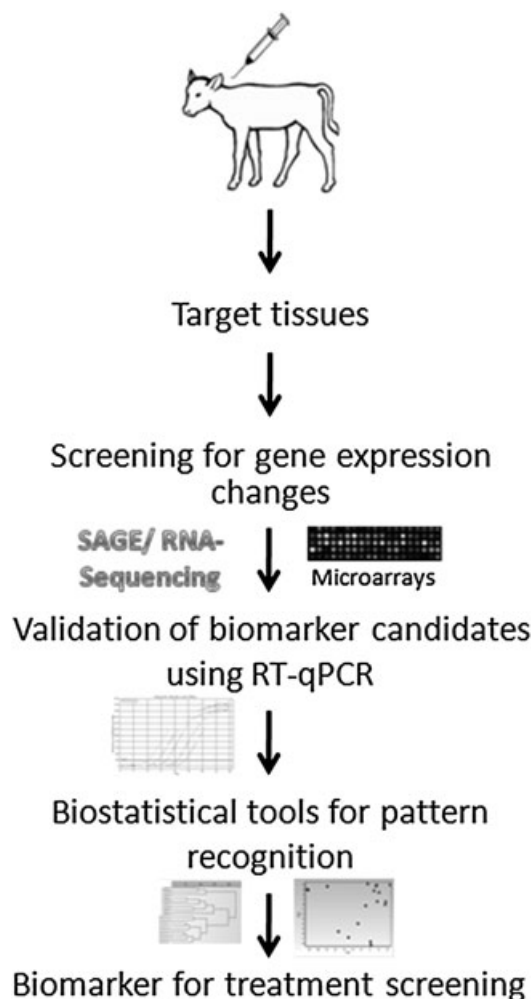 Target tissues
Screening for gene expression
changes
SAGE/ RNA-
Sequencing
Microarrays
Validation of biomarker candidates
using RT-qPCR
Biostatistical tools for pattern
recognition
Biomarker for treatment screening